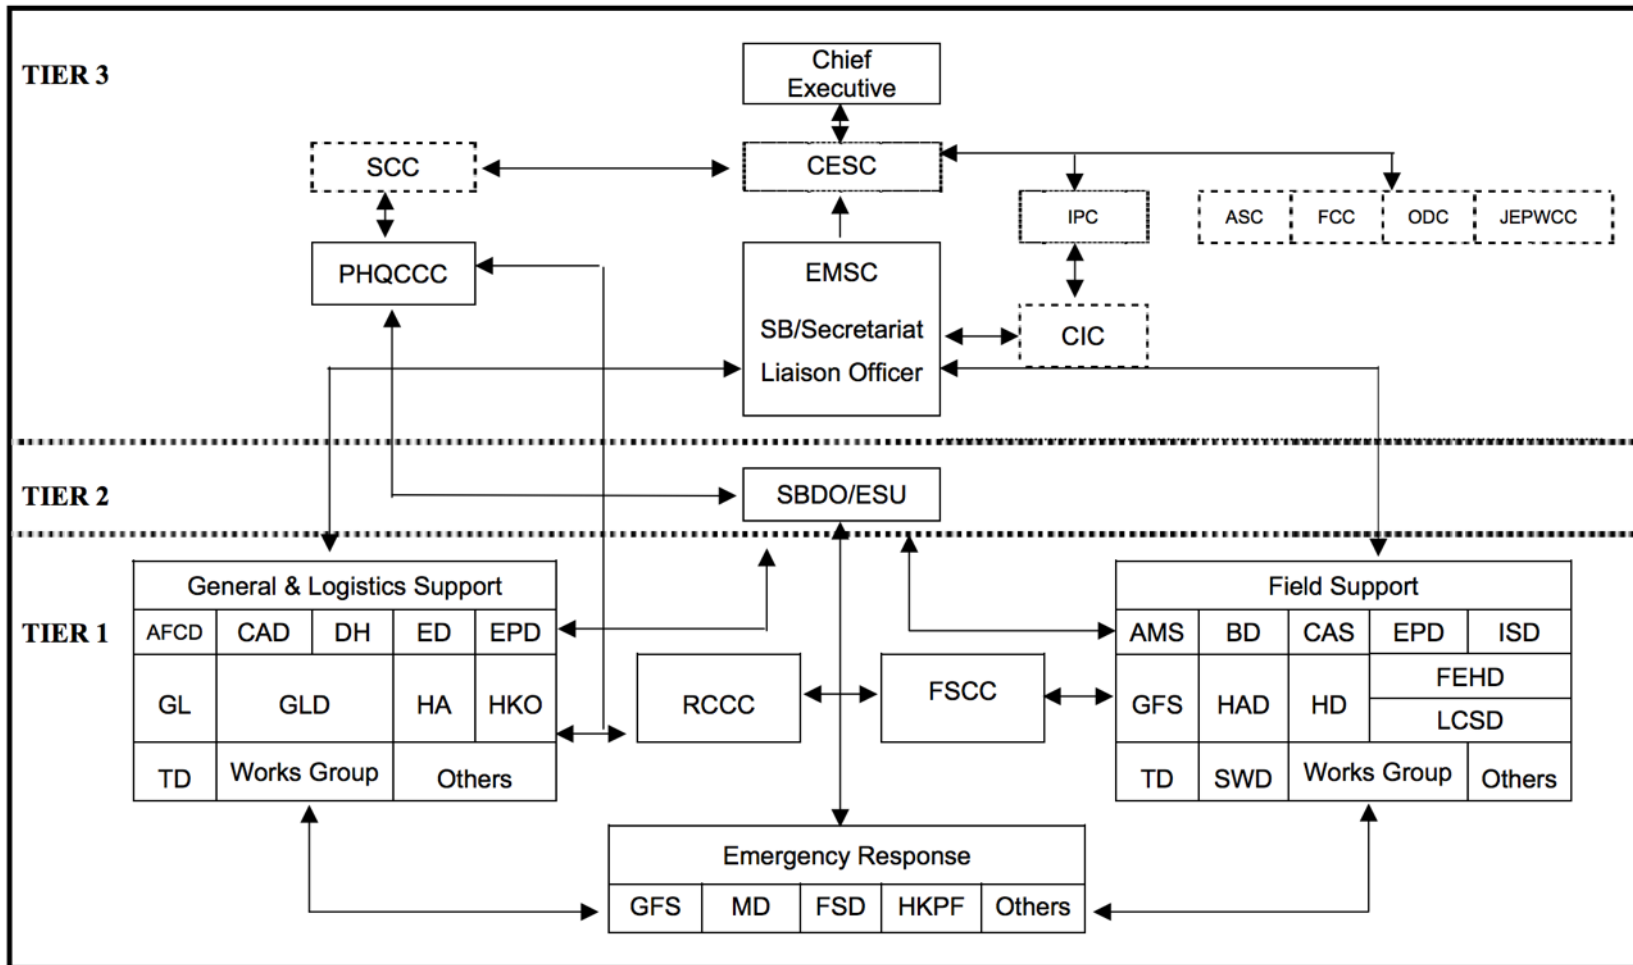 TIER 3
Chief
Executive
SCC
CESC
IPC
ASC
FCC
ODC
JEPWCC
PHQCCC
EMSC
SB/Secretariat
Liaison Officer
CIC
TIER 2
SBDO/ESU
TIER 1
General & Logistics Support
AFCD
CAD
DH
ED
EPD
GL
GLD
HA
HKO
TD
Works Group
Others
RCCC
FSCC
Field Support
AMS
BD
CAS
EPD
ISD
GFS
HAD
HD
FEHD
LCSD
TD
SWD
Works Group
Others
Emergency Response
GFS
MD
FSD
HKPF
Others